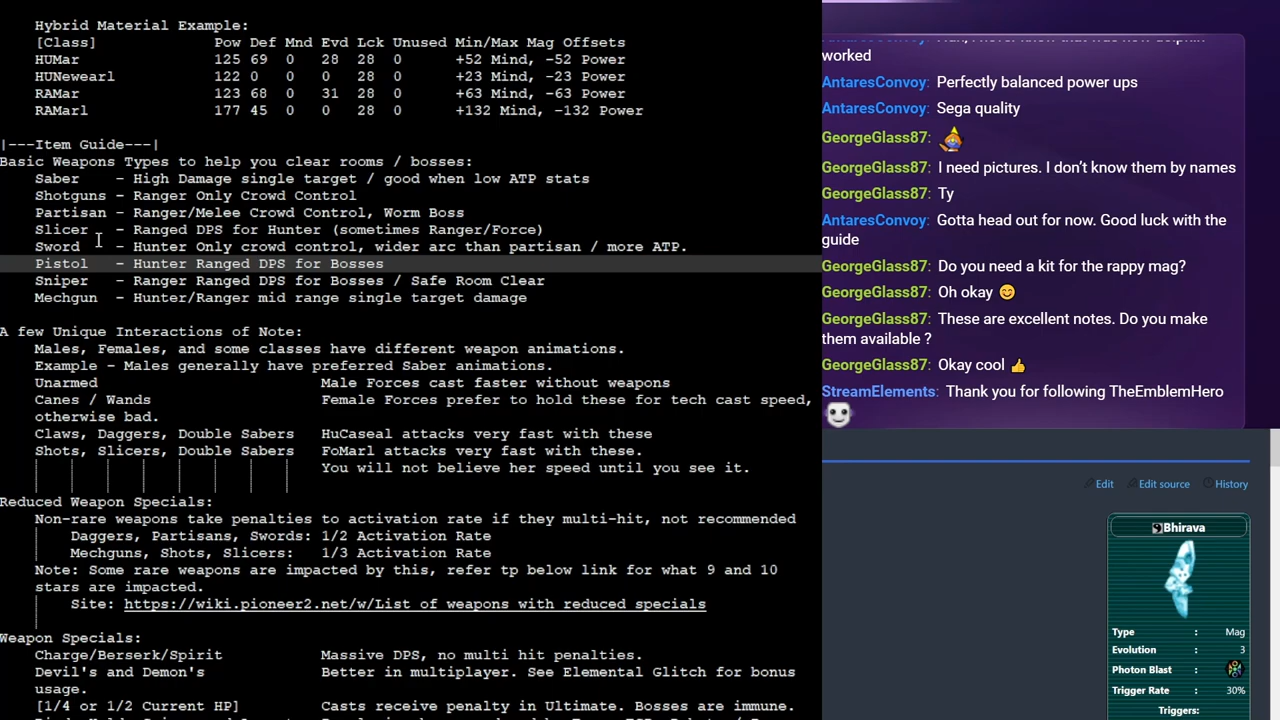 Hybrid Material Example:
[Class] Pow Def Mnd Evd Lck Unused Min/Max Mag Offsets
HUMar 125 69 0 28 28 0 +52 Mind, -52 Power
HUNewearl 122 0 0 0 28 0 +23 Mind, -23 Power
RAMar 123 68 0 31 28 0 +63 Mind, -63 Power
RAMarl 177 45 0 0 28 0 +132 Mind, -132 Power
|---Item Guide---|
Basic Weapons Types to help you clear rooms / bosses:
Saber - High Damage single target / good when low ATP stats
Shotguns - Ranger Only Crowd Control
Partisan - Ranger/Melee Crowd Control, Worm Boss
Slicer - Ranged DPS for Hunter (sometimes Ranger/Force)
Sword - Hunter Only crowd control, wider arc than partisan / more ATP.
Pistol - Hunter Ranged DPS for Bosses
Sniper - Ranger Ranged DPS for Bosses / Safe Room Clear
Mechgun - Hunter/Ranger mid range single target damage
A few Unique Interactions of Note:
Males, Females, and some classes have different weapon animations.
Example - Males generally have preferred Saber animations.
Unarmed Male Forces cast faster without weapons
Canes / Wands Female Forces prefer to hold these for tech cast speed,
otherwise bad.
Claws, Daggers, Double Sabers HuCaseal attacks very fast with these
Shots, Slicers, Double Sabers FoMarl attacks very fast with these.
You will not believe her speed until you see it.
Reduced Weapon Specials:
Non-rare weapons take penalties to activation rate if they multi-hit, not recommended
Daggers, Partisans, Swords: 1/2 Activation Rate
Mechguns, Shots, Slicers: 1/3 Activation Rate
Note: Some rare weapons are impacted by this, refer tp below link for what 9 and 10
stars are impacted.
Site: https://wiki.pioneer2.net/w/List of weapons with reduced specials
Weapon Specials:
Charge/Berserk/Spirit Massive DPS, no multi hit penalties.
Devil's and Demon's Better in multiplayer. See Elemental Glitch for bonus
usage.
[1/4 or 1/2 Current HP] Casts receive penalty in Ultimate. Bosses are immune.
worked
AntaresConvoy: Perfectly balanced power ups
AntaresConvoy: Sega quality
GeorgeGlass87:
GeorgeGlass87: I need pictures. I don't know them by names
GeorgeGlass87: Ty
AntaresConvoy: Gotta head out for now. Good luck with the
guide
GeorgeGlass87: Do you need a kit for the rappy mag?
GeorgeGlass87: Oh okay
GeorgeGlass87: These are excellent notes. Do you make
them available ?
GeorgeGlass87: Okay cool
StreamElements: Thank you for following TheEmblemHero
Edit Edit source History
Bhirava
Type : Mag
Evolution : 3
Photon Blast :
Trigger Rate : 30%
Triggers: